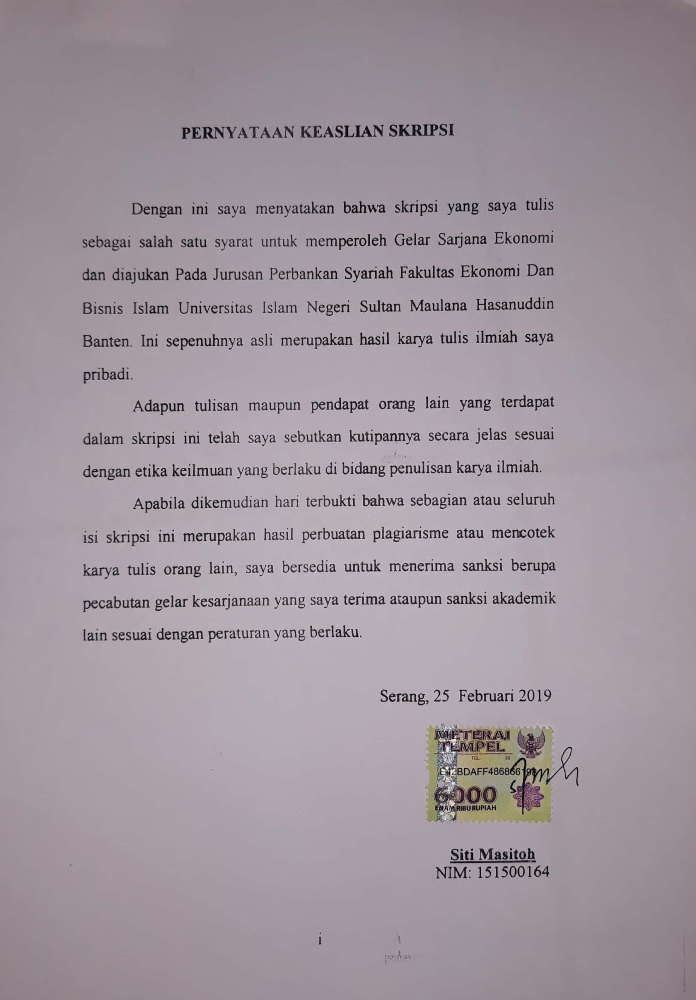 PERNYATAAN KEASLIAN SKRIPSI
Dengan ini saya menyatakan bahwa skripsi yang saya tulis
sebagai salah satu syarat untuk memperoleh Gelar Sarjana Ekonomi
dan diajukan Pada Jurusan Perbankan Syariah Fakultas Ekonomi Dan
Bisnis Islam Universitas Islam Negeri Sultan Maulana Hasanuddin
Banten. Ini sepenuhnya asli merupakan hasil karya tulis ilmiah saya
pribadi.
Adapun tulisan maupun pendapat orang lain yang terdapat
dalam skripsi ini telah saya sebutkan kutipannya secara jelas sesuai
dengan etika keilmuan yang berlaku di bidang penulisan karya ilmiah.
Apabila dikemudian hari terbukti bahwa sebagian atau seluruh
isi skripsi ini merupakan hasil perbuatan plagiarisme atau mencotek
karya tulis orang lain, saya bersedia untuk menerima sanksi berupa
pecabutan gelar kesarjanaan yang saya terima ataupun sanksi akademik
lain sesuai dengan peraturan yang berlaku.
Serang, 25 Februari 2019
METERAI
TEMPEL
TGL 20
6000
ENAM RIBU RUPIAH
Siti Masitoh
NIM: 151500164
i